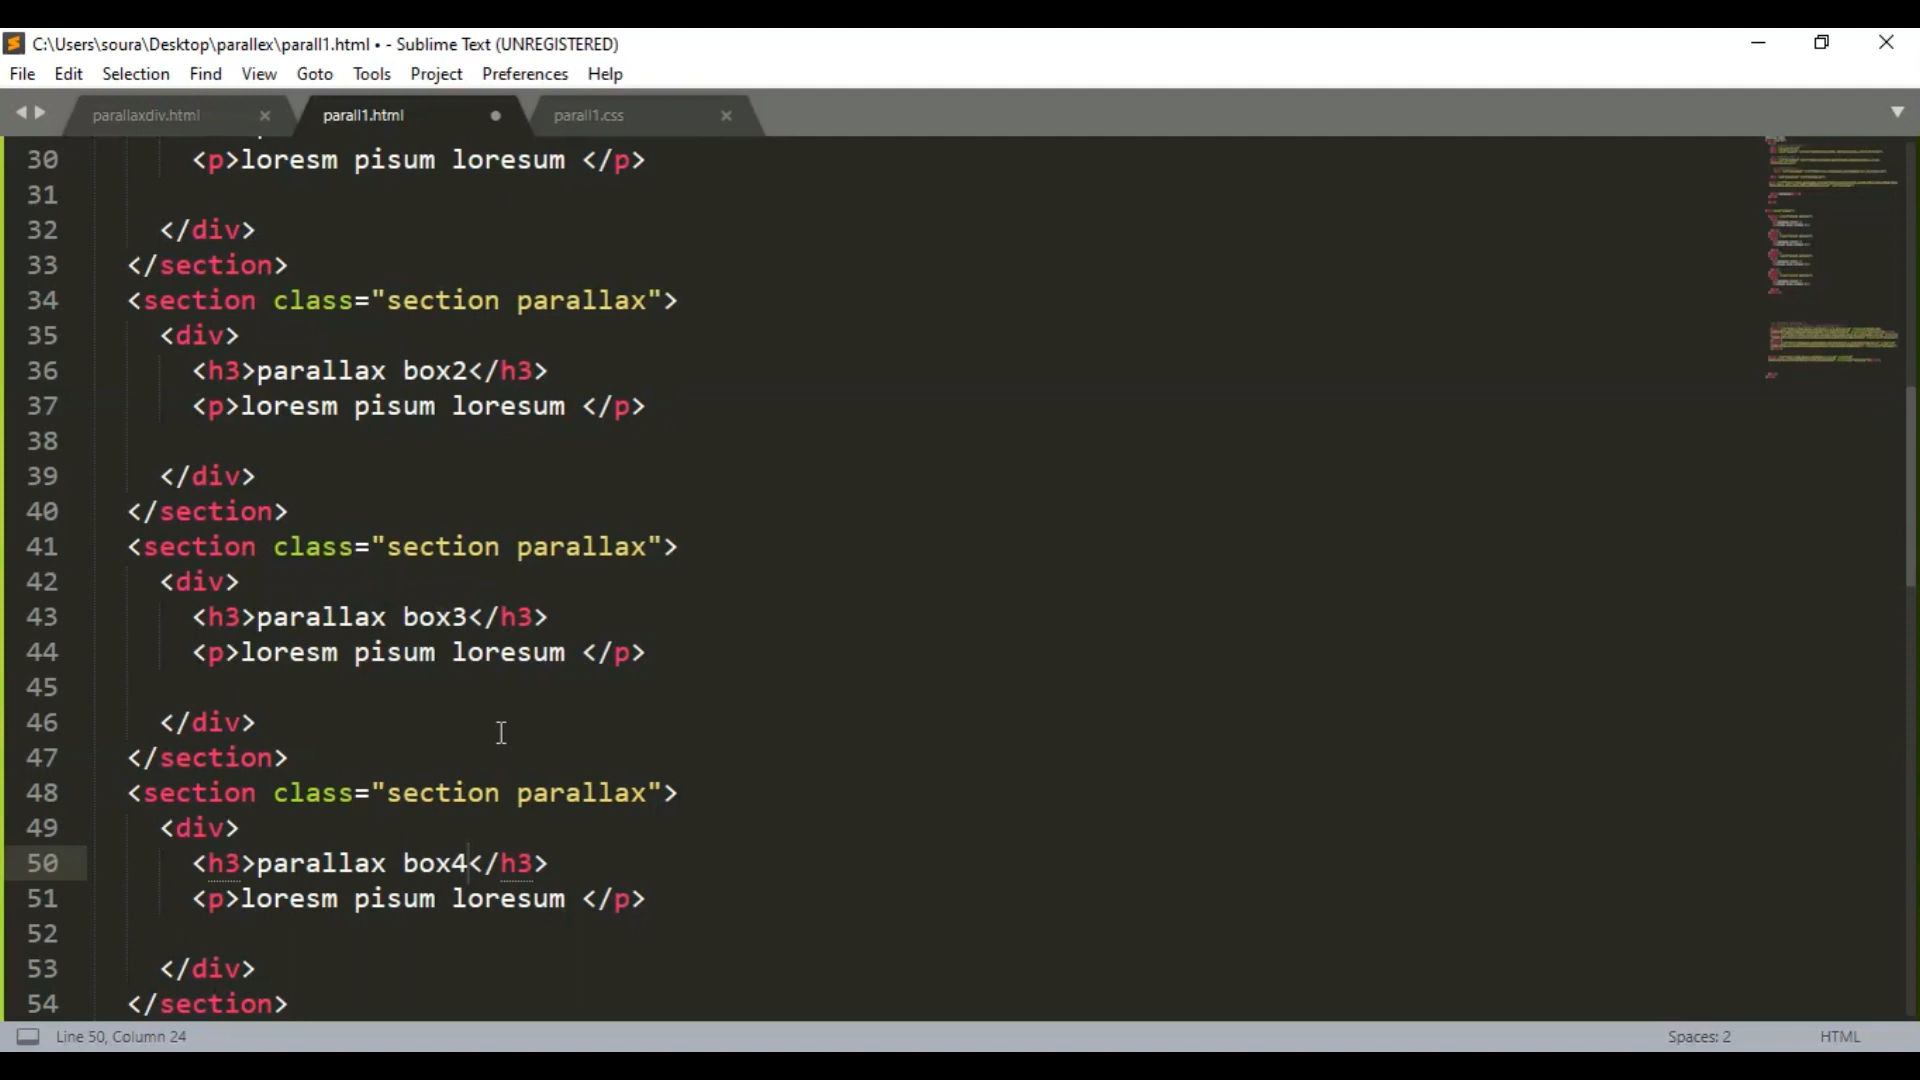 C:\Users\soura\Desktop\parallex\parall1.html • - Sublime Text (UNREGISTERED)
File Edit Selection Find View Goto Tools Project Preferences Help
parallaxdiv.html parall1.html parall1.css
30 <p>loresm pisum loresum </p>
31
32 </div>
33 </section>
34 <section class="section parallax">
35 <div>
36 <h3>parallax box2</h3>
37 <p>loresm pisum loresum </p>
38
39 </div>
40 </section>
41 <section class="section parallax">
42 <div>
43 <h3>parallax box3</h3>
44 <p>loresm pisum loresum </p>
45
46 </div>
47 </section>
48 <section class="section parallax">
49 <div>
50 <h3>parallax box4</h3>
51 <p>loresm pisum loresum </p>
52
53 </div>
54 </section>
Line 50, Column 24 Spaces: 2 HTML